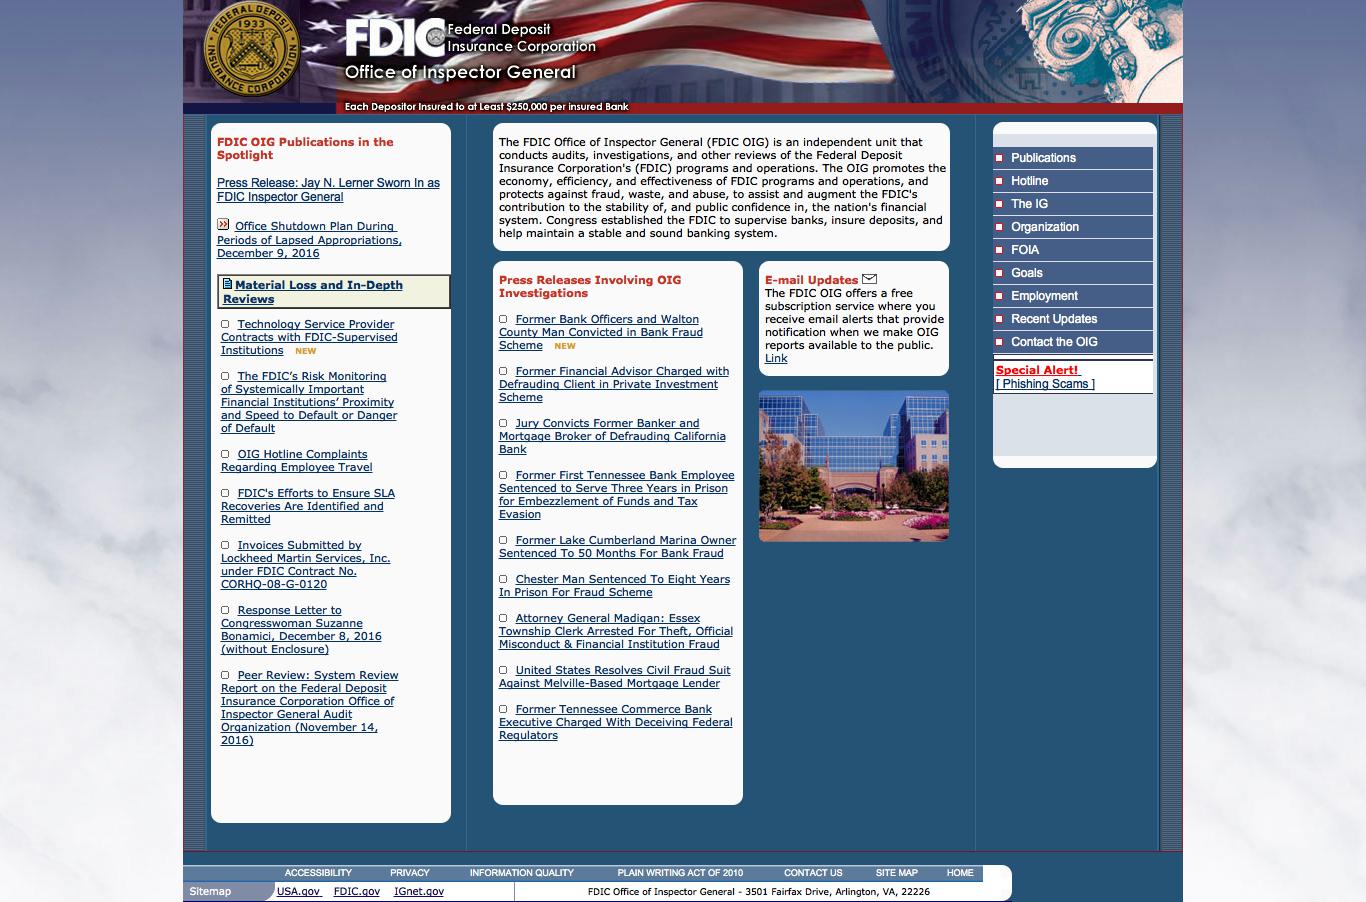 FEDERAL DEPOSIT
1933
INSURANCE CORPORATION
FDIC
Federal Deposit
Insurance Corporation
Office of Inspector General
Each Depositor Insured to at Least $250,000 per insured Bank
FDIC OIG Publications in the
Spotlight
Press Release: Jay N. Lerner Sworn In as
FDIC Inspector General
Office Shutdown Plan During
Periods of Lapsed Appropriations,
December 9, 2016
Material Loss and In-Depth
Reviews
Technology Service Provider
Contracts with FDIC-Supervised
Institutions NEW
The FDIC's Risk Monitoring
of Systemically Important
Financial Institutions' Proximity
and Speed to Default or Danger
of Default
OIG Hotline Complaints
Regarding Employee Travel
FDIC's Efforts to Ensure SLA
Recoveries Are Identified and
Remitted
Invoices Submitted by
Lockheed Martin Services, Inc.
under FDIC Contract No.
CORHQ-08-G-0120
Response Letter to
Congresswoman Suzanne
Bonamici, December 8, 2016
(without Enclosure)
Peer Review: System Review
Report on the Federal Deposit
Insurance Corporation Office of
Inspector General Audit
Organization (November 14,
2016)
The FDIC Office of Inspector General (FDIC OIG) is an independent unit that
conducts audits, investigations, and other reviews of the Federal Deposit
Insurance Corporation's (FDIC) programs and operations. The OIG promotes the
economy, efficiency, and effectiveness of FDIC programs and operations, and
protects against fraud, waste, and abuse, to assist and augment the FDIC's
contribution to the stability of, and public confidence in, the nation's financial
system. Congress established the FDIC to supervise banks, insure deposits, and
help maintain a stable and sound banking system.
Press Releases Involving OIG
Investigations
Former Bank Officers and Walton
County Man Convicted in Bank Fraud
Scheme NEW
Former Financial Advisor Charged with
Defrauding Client in Private Investment
Scheme
Jury Convicts Former Banker and
Mortgage Broker of Defrauding California
Bank
Former First Tennessee Bank Employee
Sentenced to Serve Three Years in Prison
for Embezzlement of Funds and Tax
Evasion
Former Lake Cumberland Marina Owner
Sentenced To 50 Months For Bank Fraud
Chester Man Sentenced To Eight Years
In Prison For Fraud Scheme
Attorney General Madigan: Essex
Township Clerk Arrested For Theft, Official
Misconduct & Financial Institution Fraud
United States Resolves Civil Fraud Suit
Against Melville-Based Mortgage Lender
Former Tennessee Commerce Bank
Executive Charged With Deceiving Federal
Regulators
E-mail Updates
The FDIC OIG offers a free
subscription service where you
receive email alerts that provide
notification when we make OIG
reports available to the public.
Link
Publications
Hotline
The IG
Organization
FOIA
Goals
Employment
Recent Updates
Contact the OIG
Special Alert!
[ Phishing Scams ]
ACCESSIBILITY PRIVACY INFORMATION QUALITY PLAIN WRITING ACT OF 2010 CONTACT US SITE MAP HOME
Sitemap USA.gov FDIC.gov IGnet.gov FDIC Office of Inspector General - 3501 Fairfax Drive, Arlington, VA, 22226